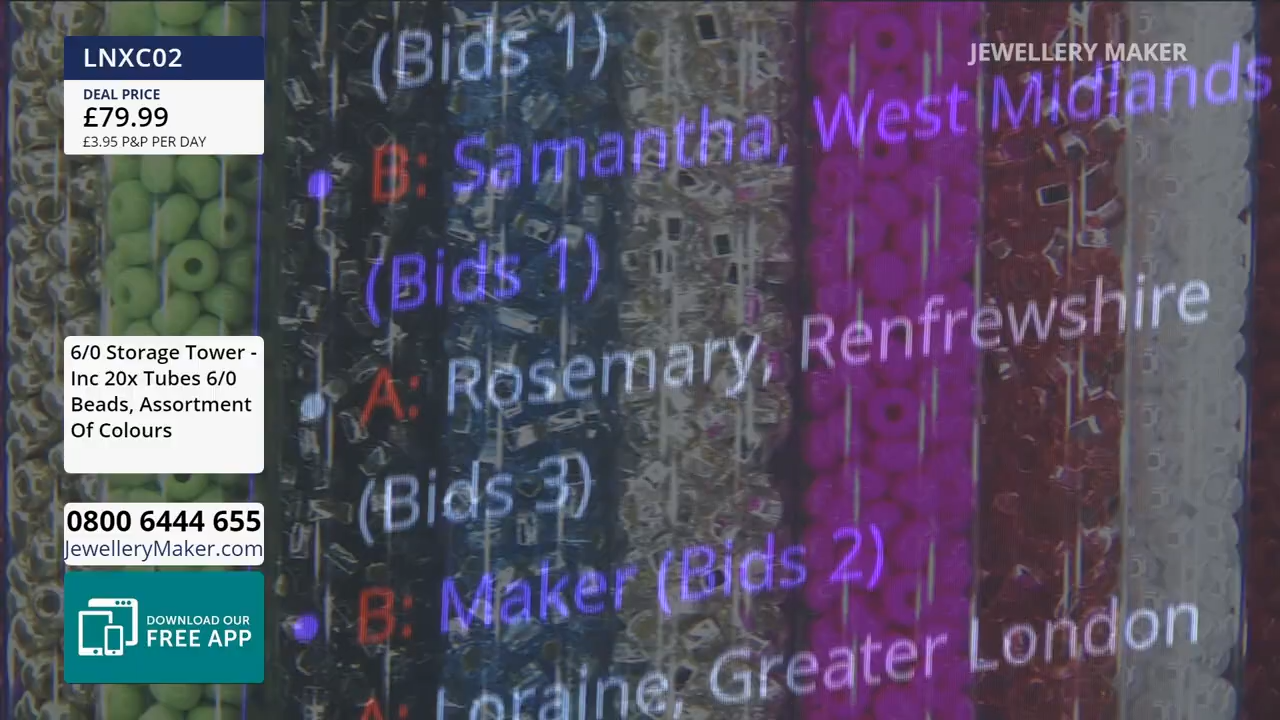 LNXC02
DEAL PRICE
£79.99
£3.95 P&P PER DAY
6/0 Storage Tower -
Inc 20x Tubes 6/0
Beads, Assortment
Of Colours
0800 6444 655
JewelleryMaker.com
DOWNLOAD OUR
FREE APP
JEWELLERY MAKER
(Bids 1)
B: Samantha, West Midlands
(Bids 1)
A: Rosemary, Renfrewshire
(Bids 3)
B: Maker (Bids 2)
A: Loraine, Greater London